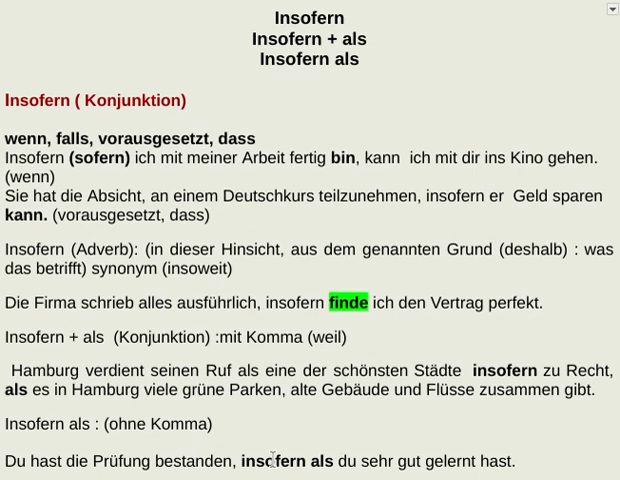 Insofern
Insofern + als
Insofern als
Insofern ( Konjunktion)
wenn, falls, vorausgesetzt, dass
Insofern (sofern) ich mit meiner Arbeit fertig bin, kann ich mit dir ins Kino gehen.
(wenn)
Sie hat die Absicht, an einem Deutschkurs teilzunehmen, insofern er Geld sparen
kann. (vorausgesetzt, dass)
Insofern (Adverb): (in dieser Hinsicht, aus dem genannten Grund (deshalb) : was
das betrifft) synonym (insoweit)
Die Firma schrieb alles ausführlich, insofern finde ich den Vertrag perfekt.
Insofern + als (Konjunktion) :mit Komma (weil)
Hamburg verdient seinen Ruf als eine der schönsten Städte insofern zu Recht,
als es in Hamburg viele grüne Parken, alte Gebäude und Flüsse zusammen gibt.
Insofern als : (ohne Komma)
Du hast die Prüfung bestanden, insofern als du sehr gut gelernt hast.